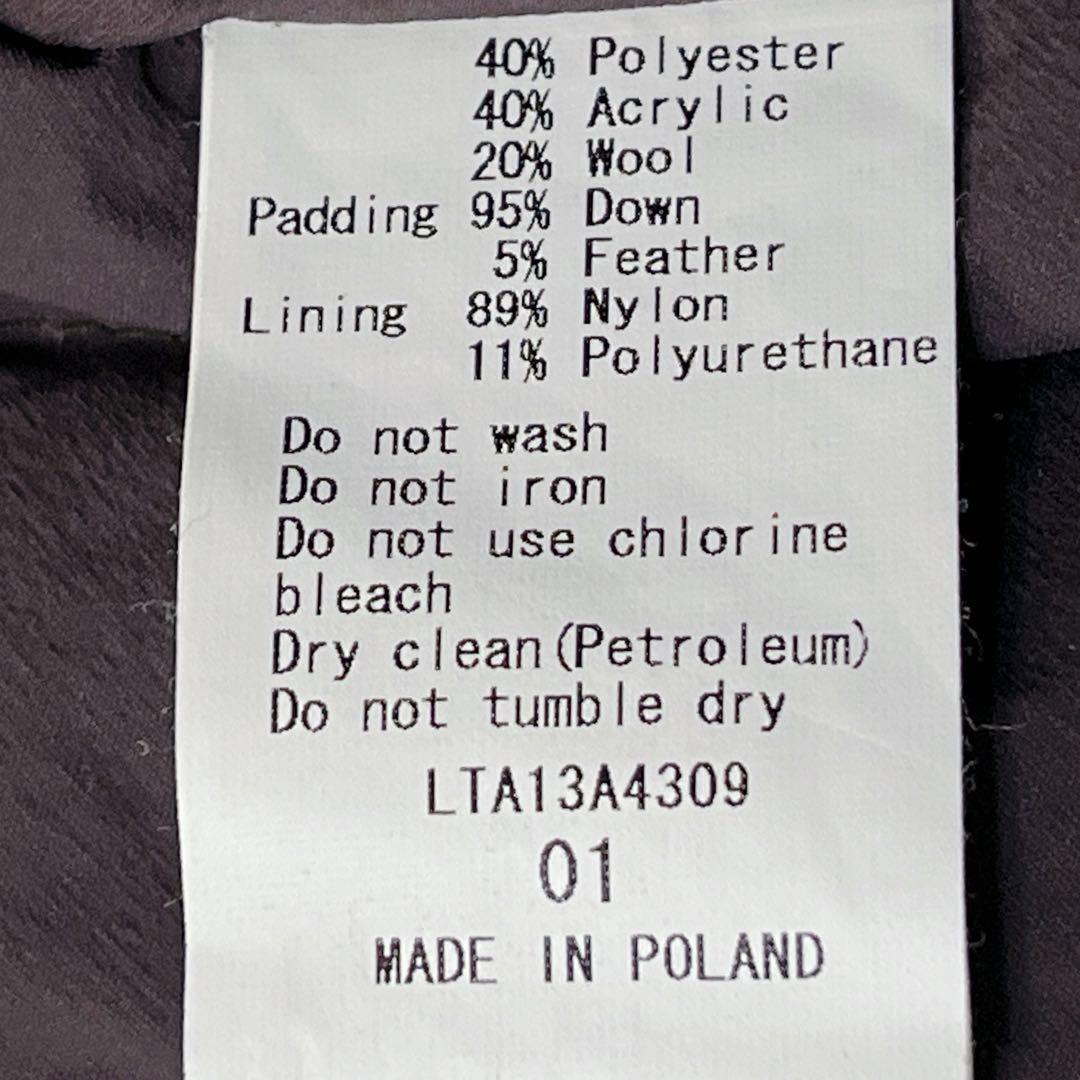 40% Polyester
40% Acrylic
20% Wool
Padding 95% Down
5% Feather
Lining 89% Nylon
11% Polyurethane
Do not wash
Do not iron
Do not use chlorine
bleach
Dry clean(Petroleum)
Do not tumble dry
LTA13A4309
01
MADE IN POLAND